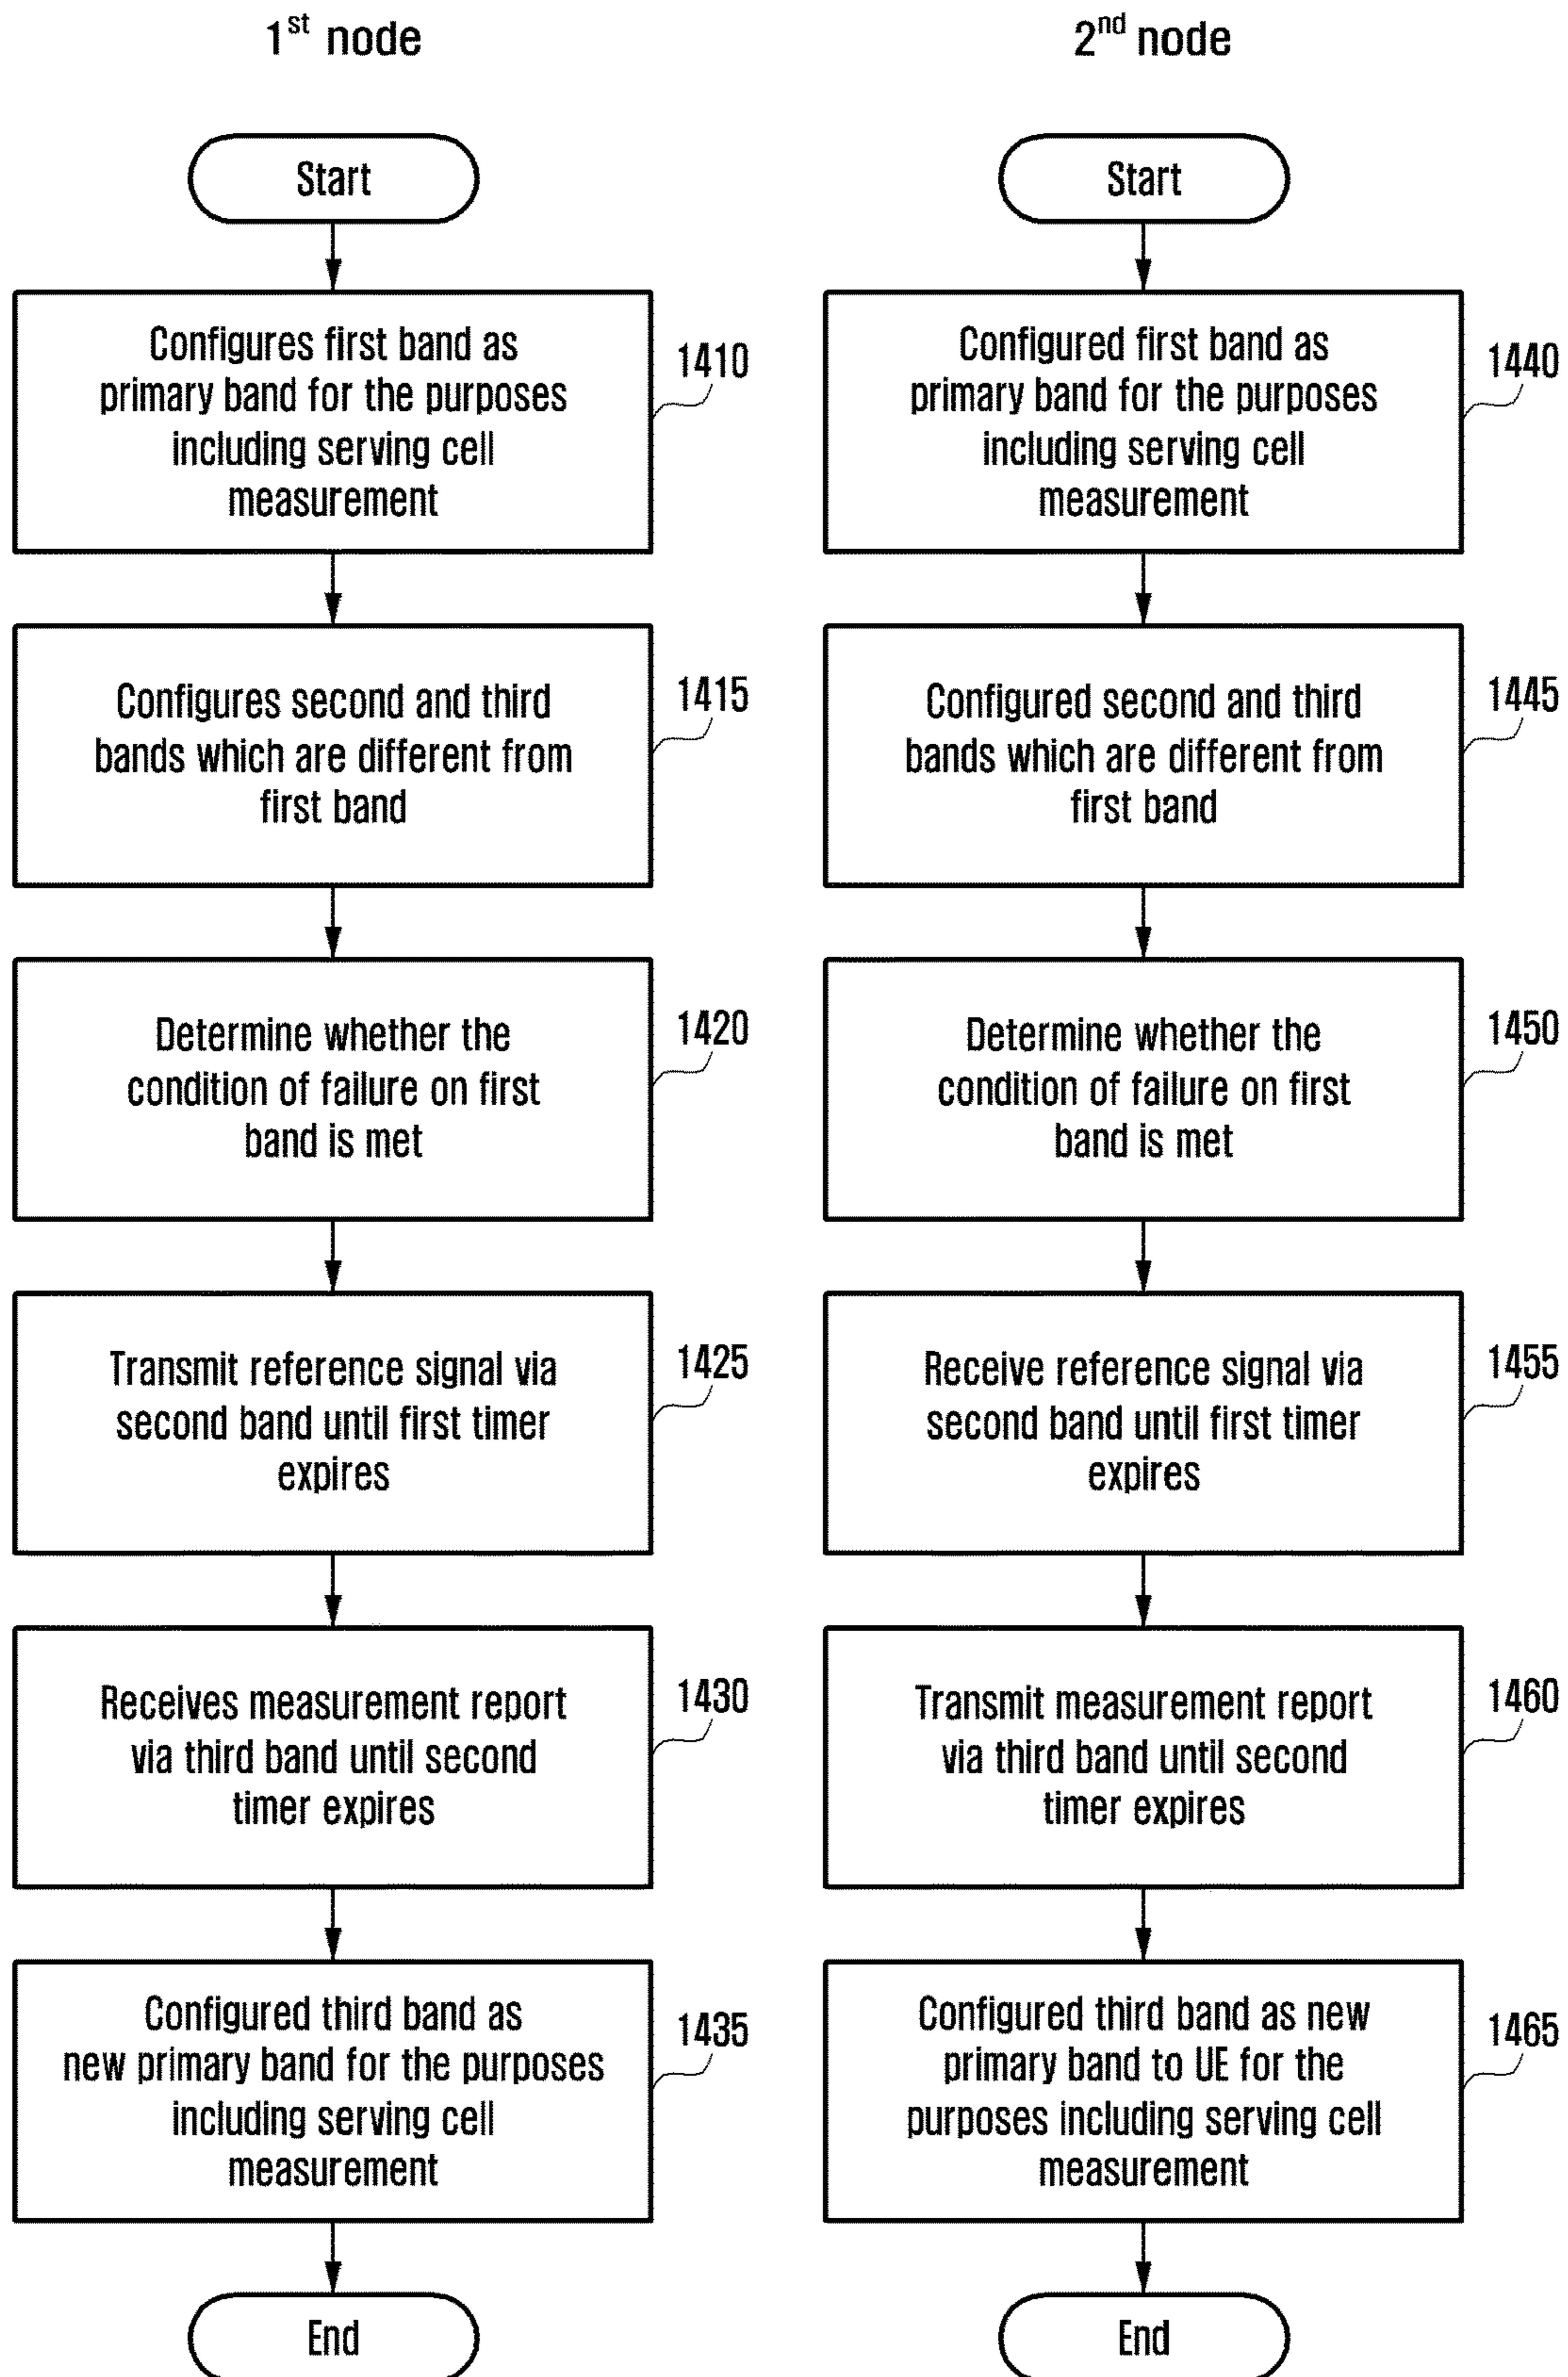 1st node
Start
Configures first band as
primary band for the purposes
including serving cell
measurement
1410
Configures second and third
bands which are different from
first band
1415
Determine whether the
condition of failure on first
band is met
1420
Transmit reference signal via
second band until first timer
expires
1425
Receives measurement report
via third band until second
timer expires
1430
Configured third band as
new primary band for the purposes
including serving cell
measurement
1435
End
2nd node
Start
Configured first band as
primary band for the purposes
including serving cell
measurement
1440
Configured second and third
bands which are different from
first band
1445
Determine whether the
condition of failure on first
band is met
1450
Receive reference signal via
second band until first timer
expires
1455
Transmit measurement report
via third band until second
timer expires
1460
Configured third band as new
primary band to UE for the
purposes including serving cell
measurement
1465
End